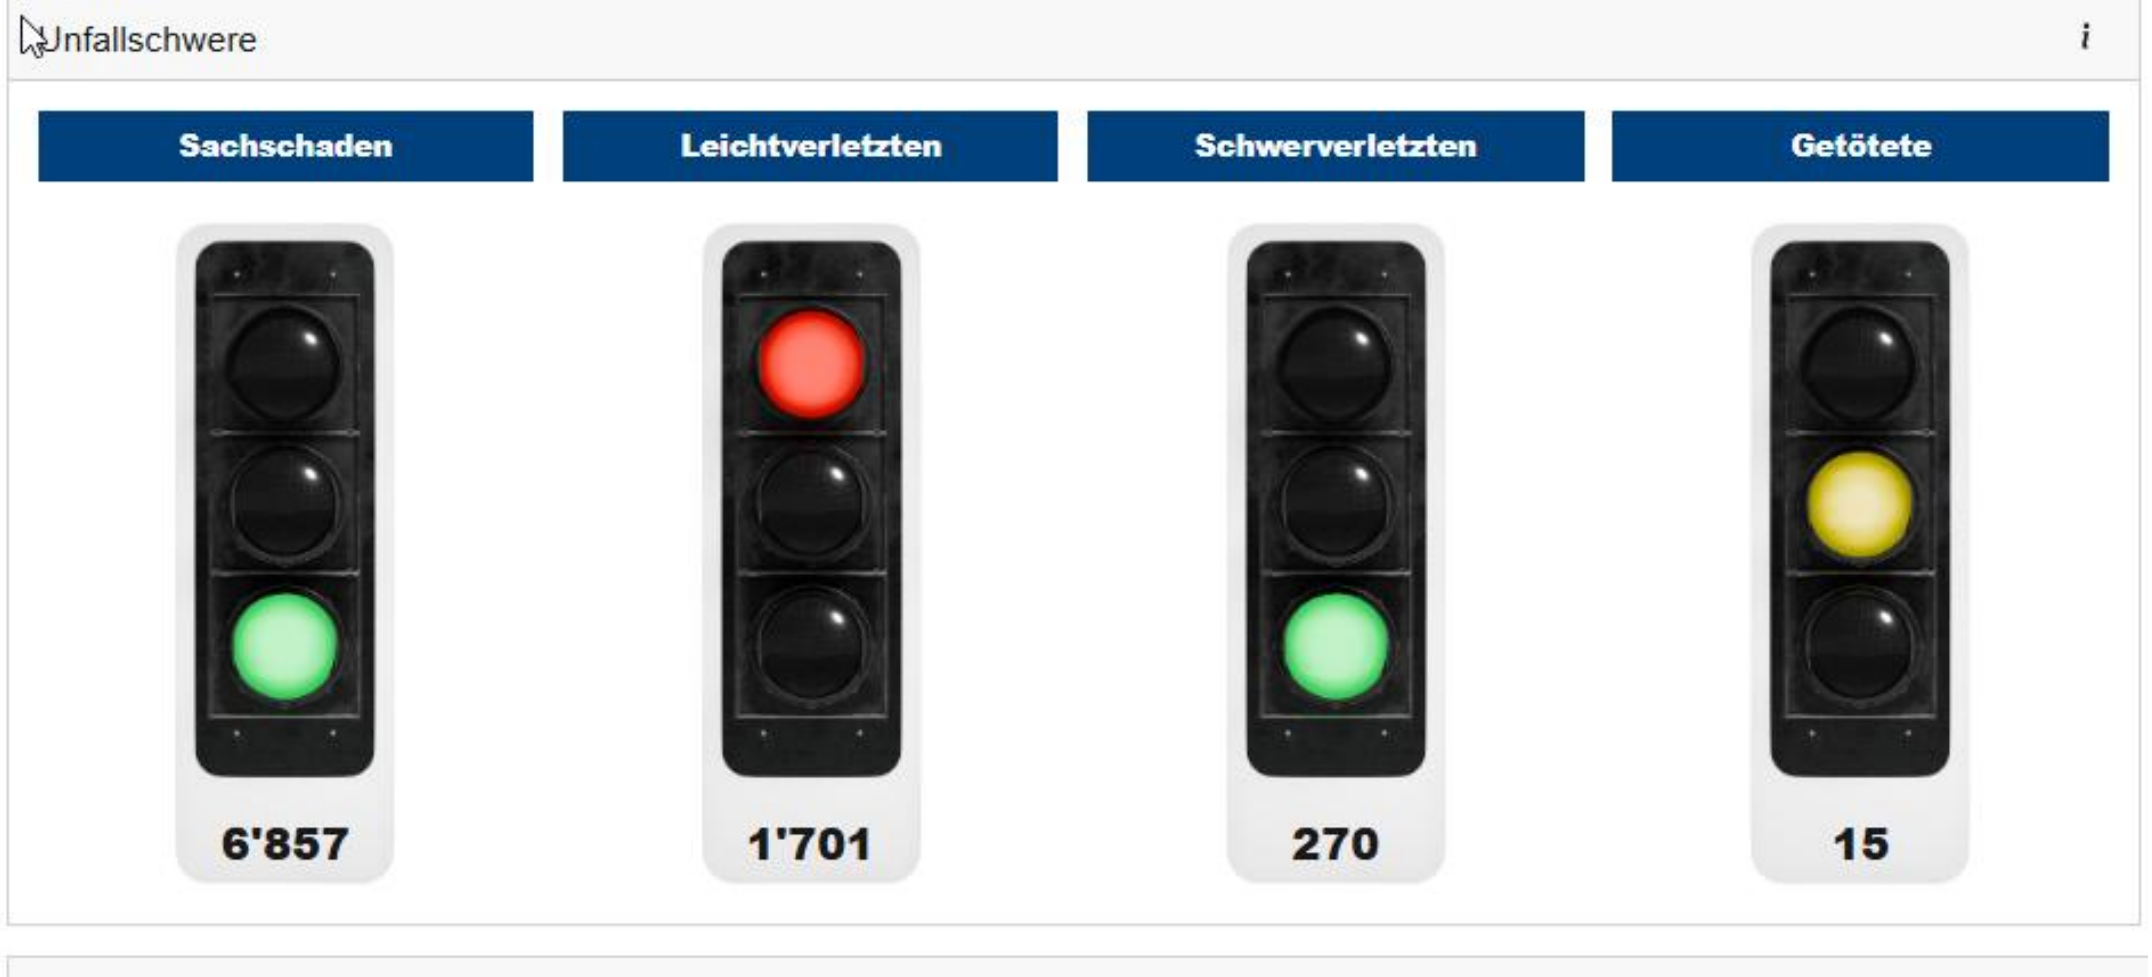 Unfallschwere i
Sachschaden Leichtverletzten Schwerverletzten Getötete
6'857 1'701 270 15